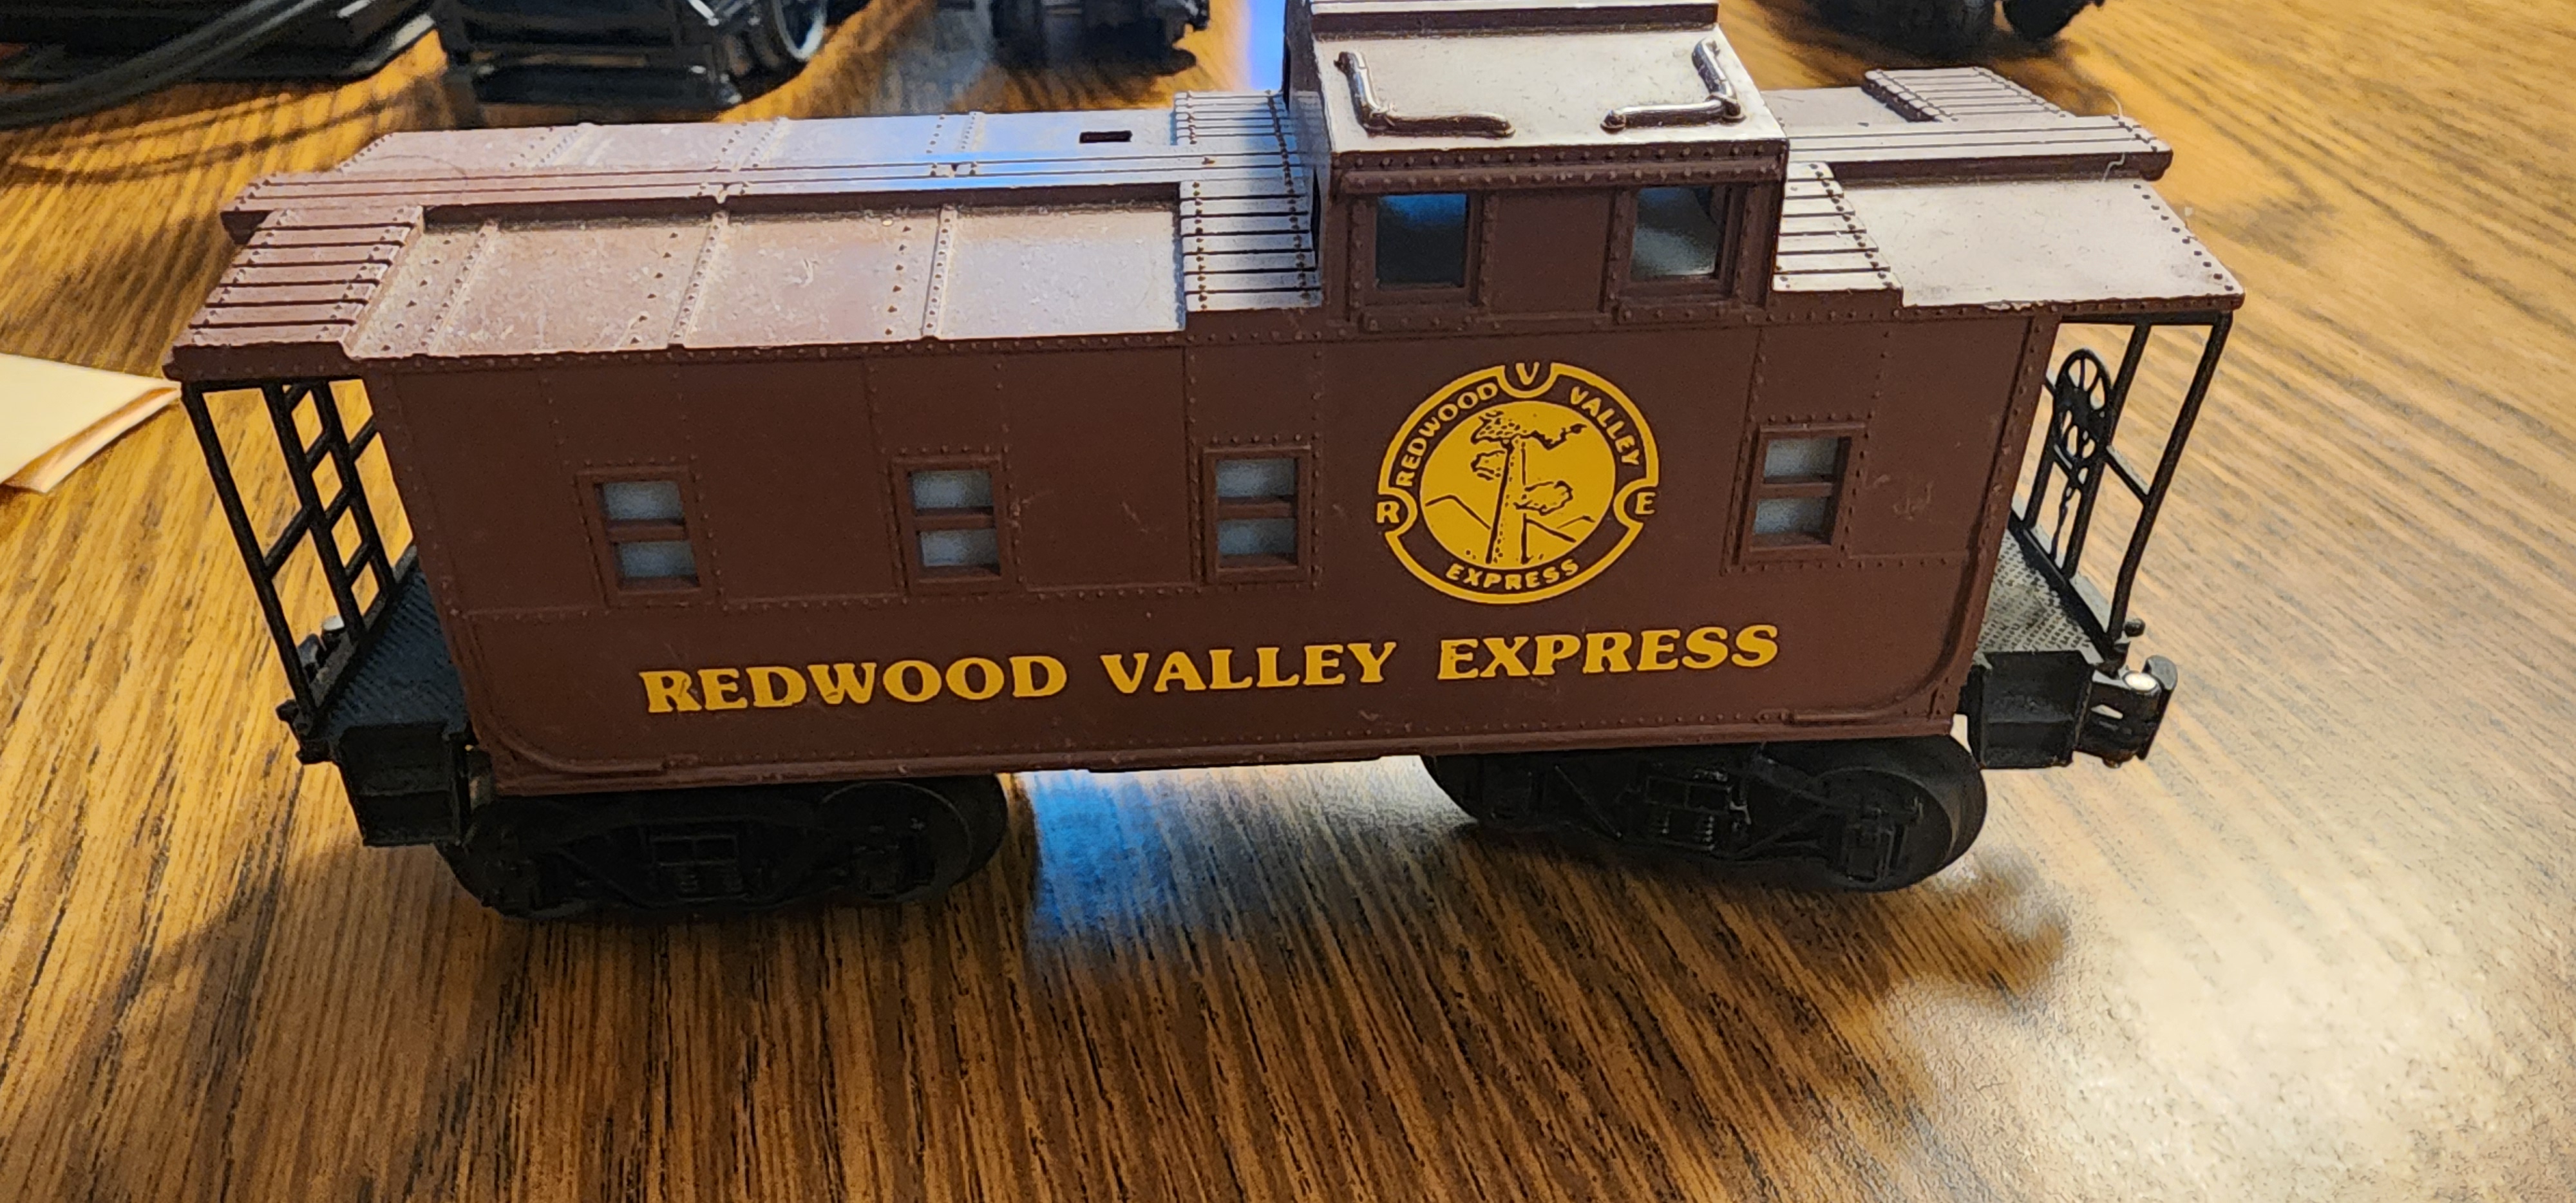 V
REDWOOD VALLEY
R E
EXPRESS
REDWOOD VALLEY EXPRESS